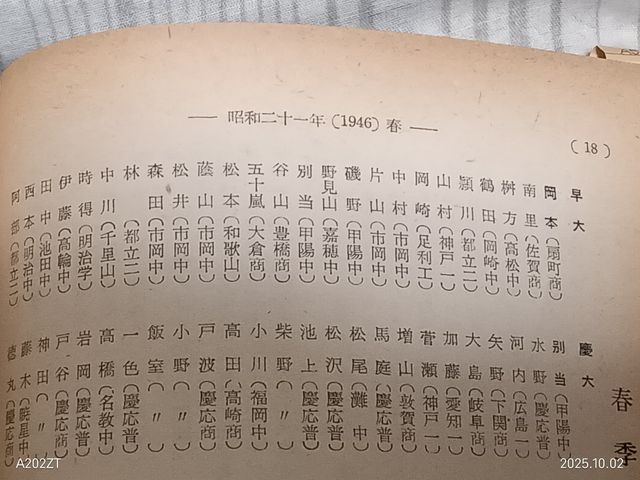 (18)
— 昭和二十一年(1946)春 —
春季
早大
岡本(扇町商)
南里(佐賀商)
桝方(高松中)
鶴田(岡崎中)
頴川(都立二)
山村(神戸一)
岡崎(足利工)
中村(市岡中)
片山(市岡中)
磯野(甲陽中)
野見山(嘉穂中)
別当(甲陽中)
谷山(豊橋商)
五十嵐(大倉商)
松本(和歌山)
蔭山(市岡中)
松井(市岡中)
森田(市岡中)
林(都立二)
中川(千里山)
時得(明治学)
伊藤(高輪中)
田中(池田中)
西本(明治中)
阿部(都立二)
慶大
別当(甲陽中)
水野(慶応普)
河内(広島一)
矢野(下関商)
大島(岐阜商)
加藤(愛知一)
菅瀬(神戸一)
増山(敦賀商)
馬庭(慶応普)
松尾(灘中)
松沢(慶応普)
池上(慶応普)
柴野(〃)
小川(福岡中)
高田(高崎商)
戸波(慶応商)
小野(〃)
飯室(〃)
一色(慶応普)
高橋(名教中)
岩岡(慶応普)
戸谷(慶応商)
神田(〃)
藤木(暁星中)
徳丸(慶応商)
A202ZT
2025.10.02